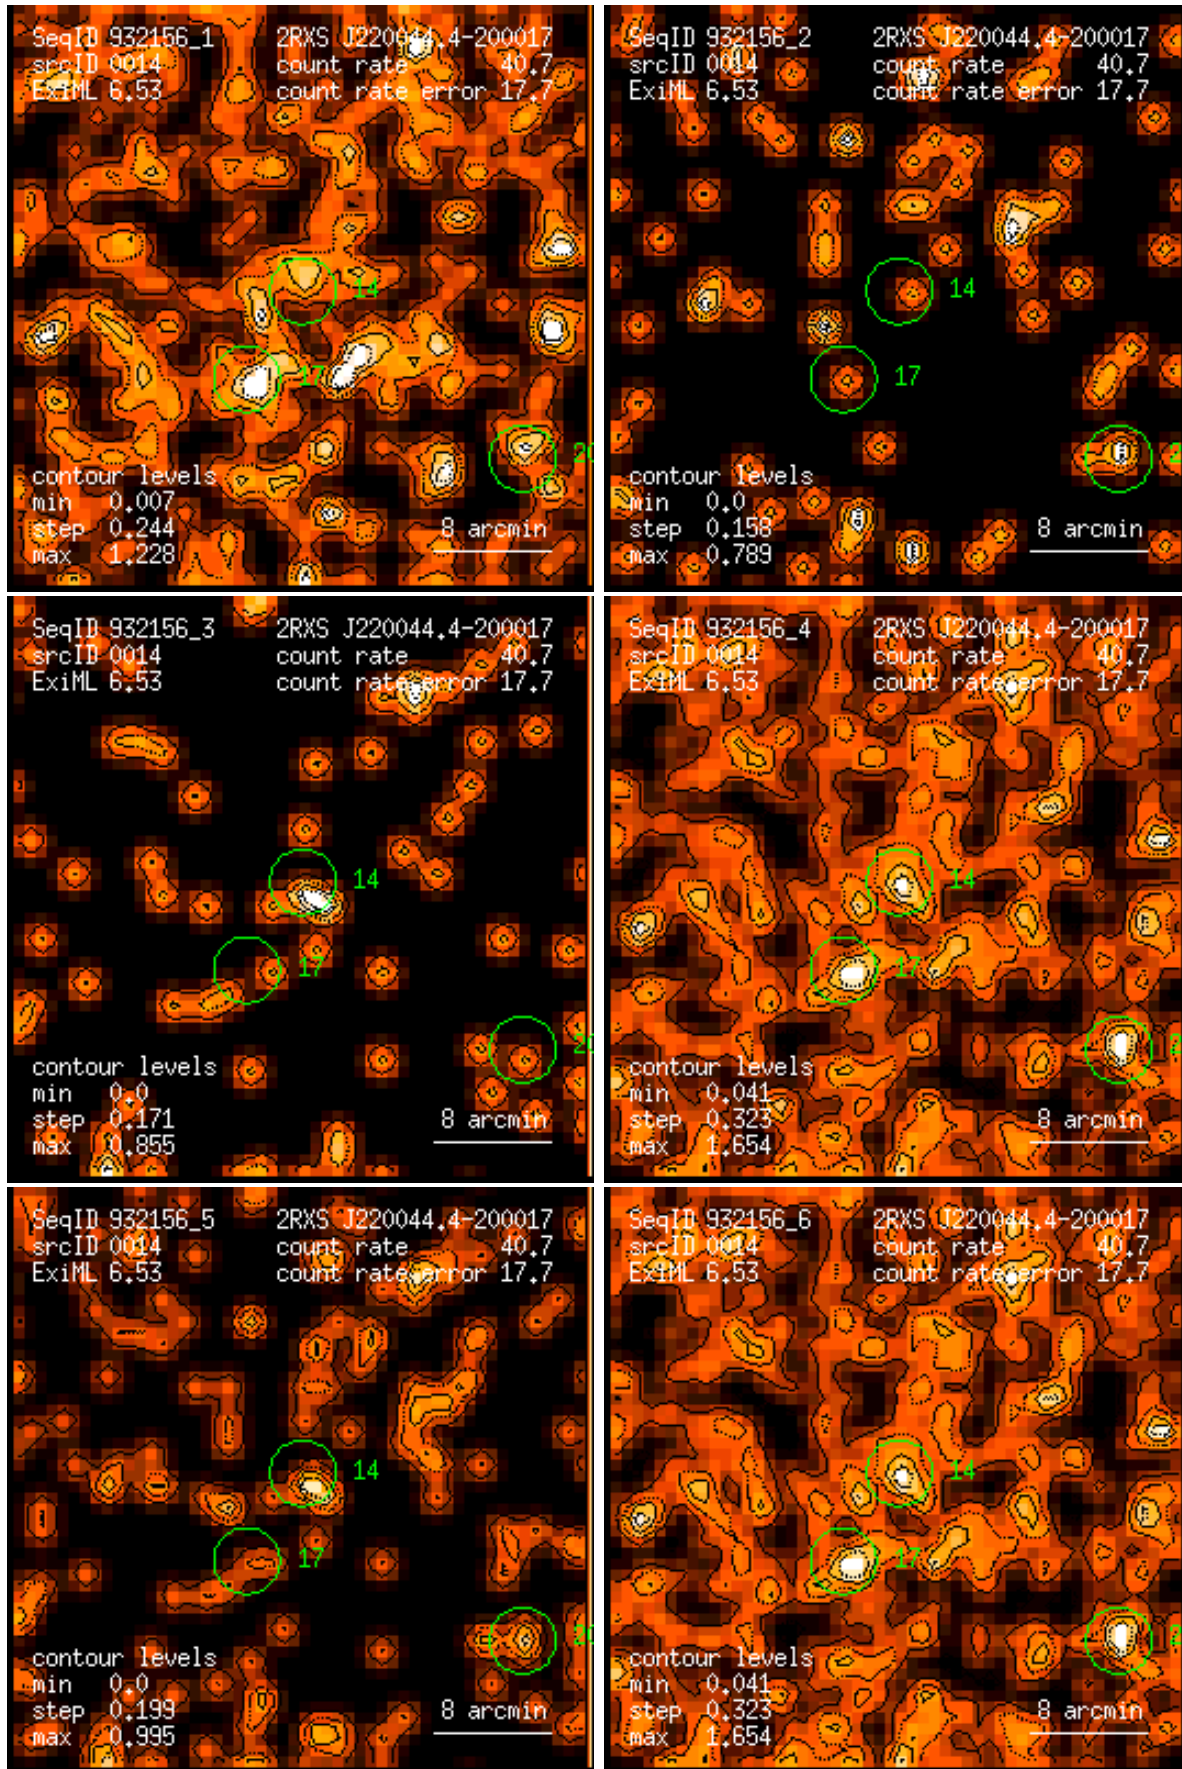 SeqID 932156_1 2RXS J220044.4-200017
srcID 0014 count rate 40.7
ExiML 6.53 count rate error 17.7
14
17
20
contour levels
min 0.007
step 0.244
max 1.228
8 arcmin
SeqID 932156_2 2RXS J220044.4-200017
srcID 0014 count rate 40.7
ExiML 6.53 count rate error 17.7
14
17
2
contour levels
min 0.0
step 0.158
max 0.789
8 arcmin
SeqID 932156_3 2RXS J220044.4-200017
srcID 0014 count rate 40.7
ExiML 6.53 count rate error 17.7
14
17
20
contour levels
min 0.0
step 0.171
max 0.855
8 arcmin
SeqID 932156_4 2RXS J220044.4-200017
srcID 0014 count rate 40.7
ExiML 6.53 count rate error 17.7
14
17
2
contour levels
min 0.041
step 0.323
max 1.654
8 arcmin
SeqID 932156_5 2RXS J220044.4-200017
srcID 0014 count rate 40.7
ExiML 6.53 count rate error 17.7
14
17
20
contour levels
min 0.0
step 0.199
max 0.995
8 arcmin
SeqID 932156_6 2RXS J220044.4-200017
srcID 0014 count rate 40.7
ExiML 6.53 count rate error 17.7
14
17
2
contour levels
min 0.041
step 0.323
max 1.654
8 arcmin